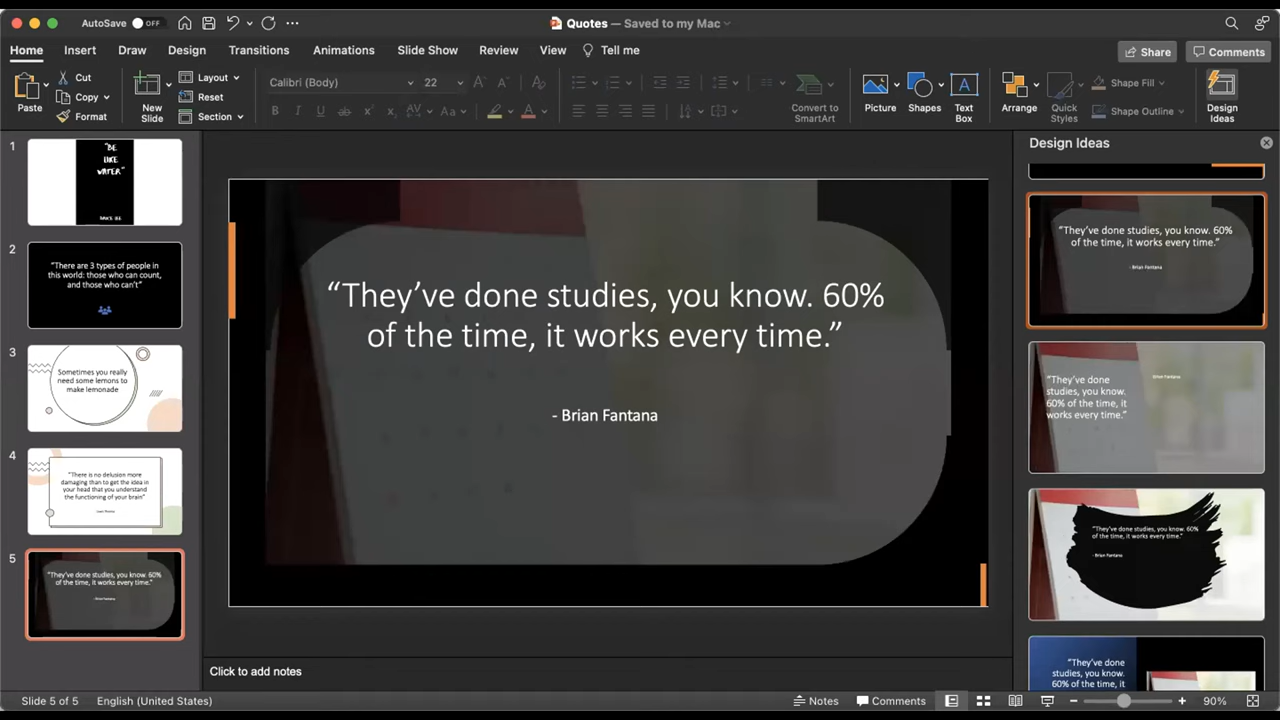 AutoSave OFF
Quotes — Saved to my Mac
Home Insert Draw Design Transitions Animations Slide Show Review View Tell me
Share Comments
Paste
Cut
Copy
Format
New
Slide
Layout
Reset
Section
Calibri (Body) 22
Convert to
SmartArt
Picture
Shapes
Text
Box
Arrange
Quick
Styles
Shape Fill
Shape Outline
Design
Ideas
1
"BE
LIKE
WATER"
2
"There are 3 types of people in
this world: those who can count,
and those who can't"
3
Sometimes you really
need some lemons to
make lemonade
4
"There is no delusion more
damaging than to get the idea in
your head that you understand
the functioning of your brain"
5
"They've done studies, you know. 60%
of the time, it works every time."
- Brian Fantana
“They’ve done studies, you know. 60%
of the time, it works every time.”
- Brian Fantana
Design Ideas
"They've done studies, you know. 60%
of the time, it works every time."
- Brian Fantana
"They've done
studies, you know.
60% of the time, it
works every time."
- Brian Fantana
"They've done studies, you know. 60%
of the time, it works every time."
- Brian Fantana
"They've done
studies, you know.
60% of the time, it
Click to add notes
Slide 5 of 5 English (United States)
Notes Comments 90%